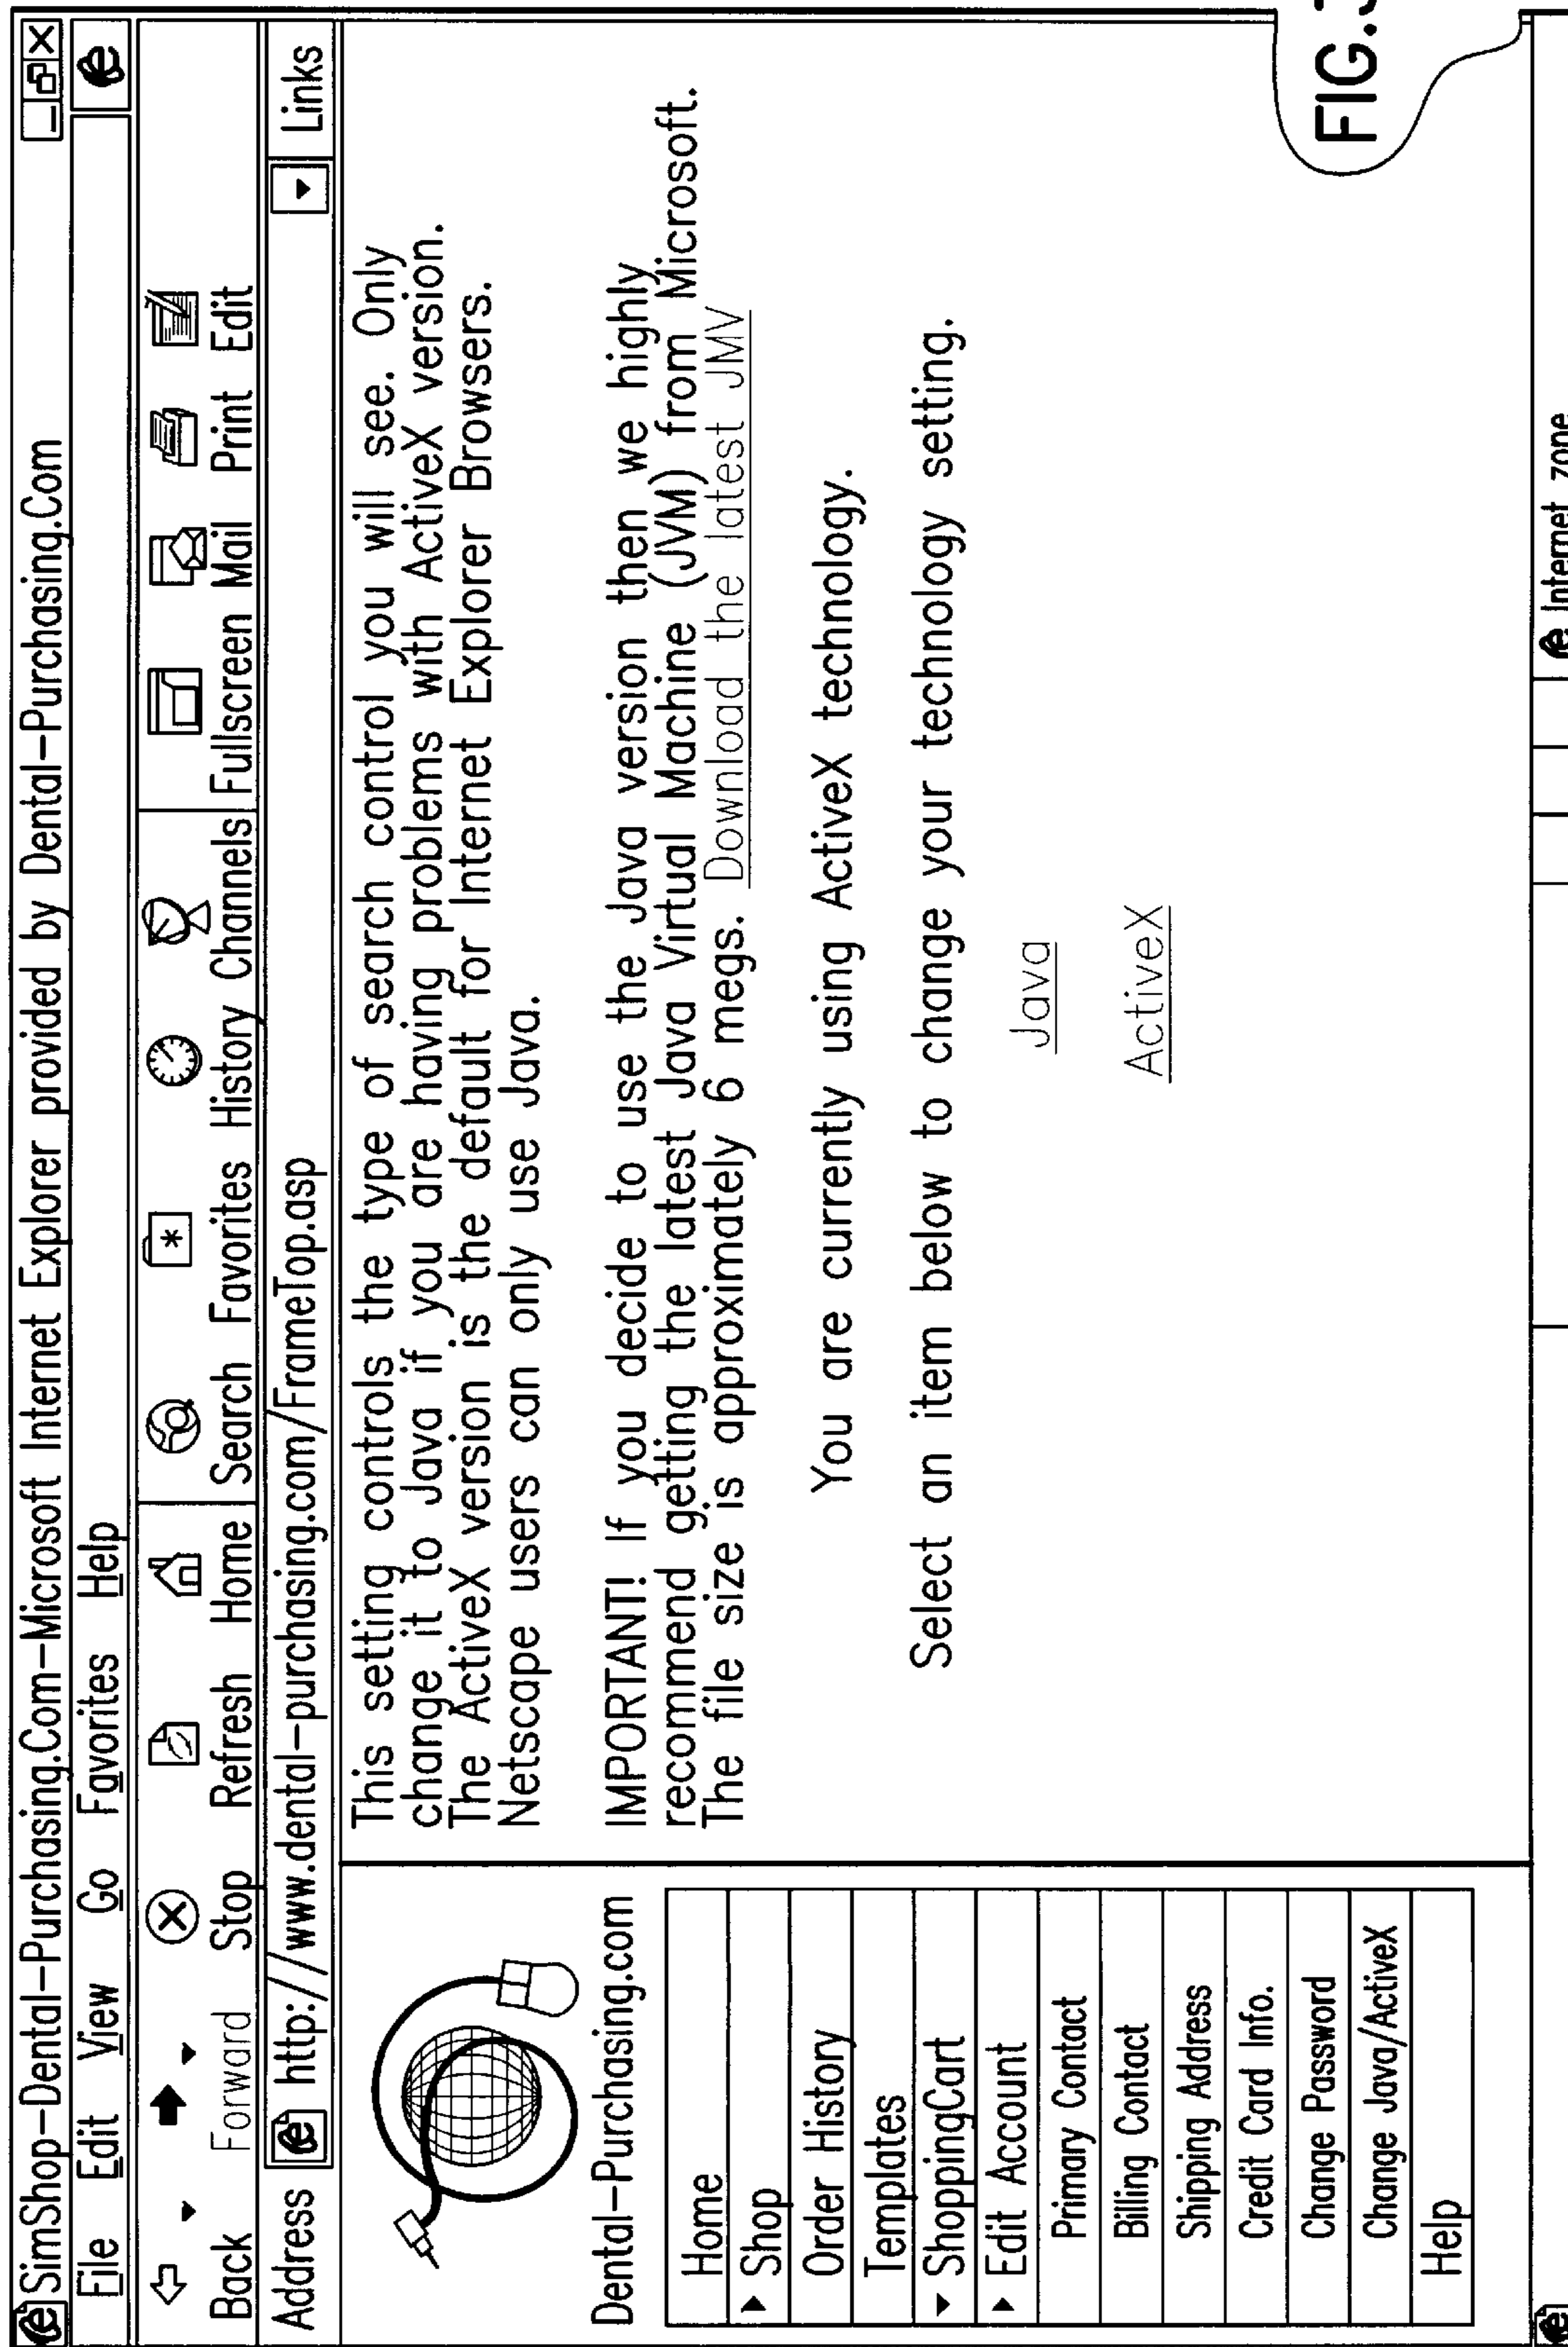 SimShop-Dental-Purchasing.Com-Microsoft Internet Explorer provided by Dental-Purchasing.Com
File Edit View Go Favorites Help
Back Forward Stop Refresh Home Search Favorites History Channels Fullscreen Mail Print Edit
Address http://www.dental-purchasing.com/FrameTop.asp Links
Dental-Purchasing.com
Home
Shop
Order History
Templates
ShoppingCart
Edit Account
Primary Contact
Billing Contact
Shipping Address
Credit Card Info.
Change Password
Change Java/ActiveX
Help
This setting controls the type of search control you will see. Only
change it to Java if you are having problems with ActiveX version.
The ActiveX version is the default for Internet Explorer Browsers.
Netscape users can only use Java.
IMPORTANT! If you decide to use the Java version then we highly
recommend getting the latest Java Virtual Machine (JVM) from Microsoft.
The file size is approximately 6 megs. Download the latest JMV
You are currently using ActiveX technology.
Select an item below to change your technology setting.
Java
ActiveX
FIG.
Internet zone